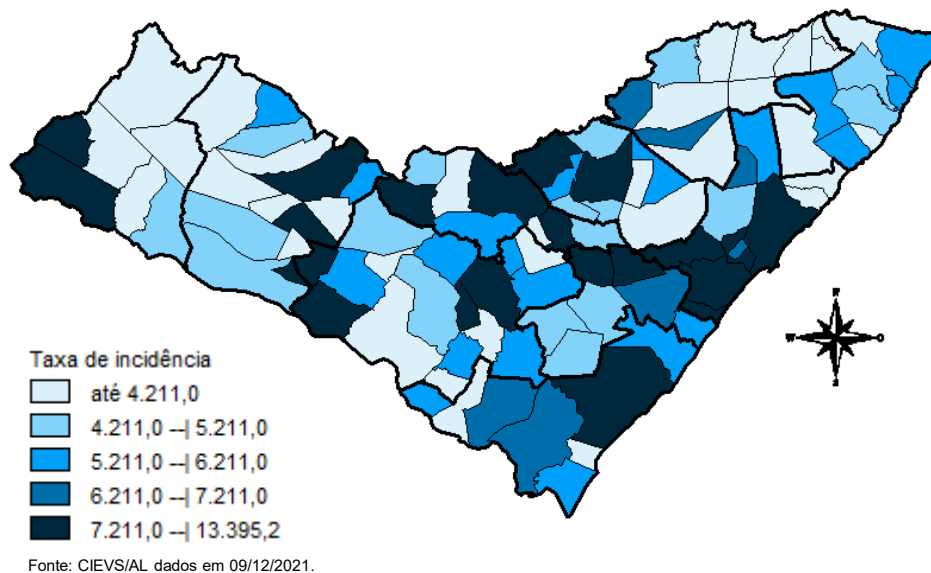 Taxa de incidência
até 4.211,0
4.211,0 --| 5.211,0
5.211,0 --| 6.211,0
6.211,0 --| 7.211,0
7.211,0 --| 13.395,2
Fonte: CIEVS/AL dados em 09/12/2021.